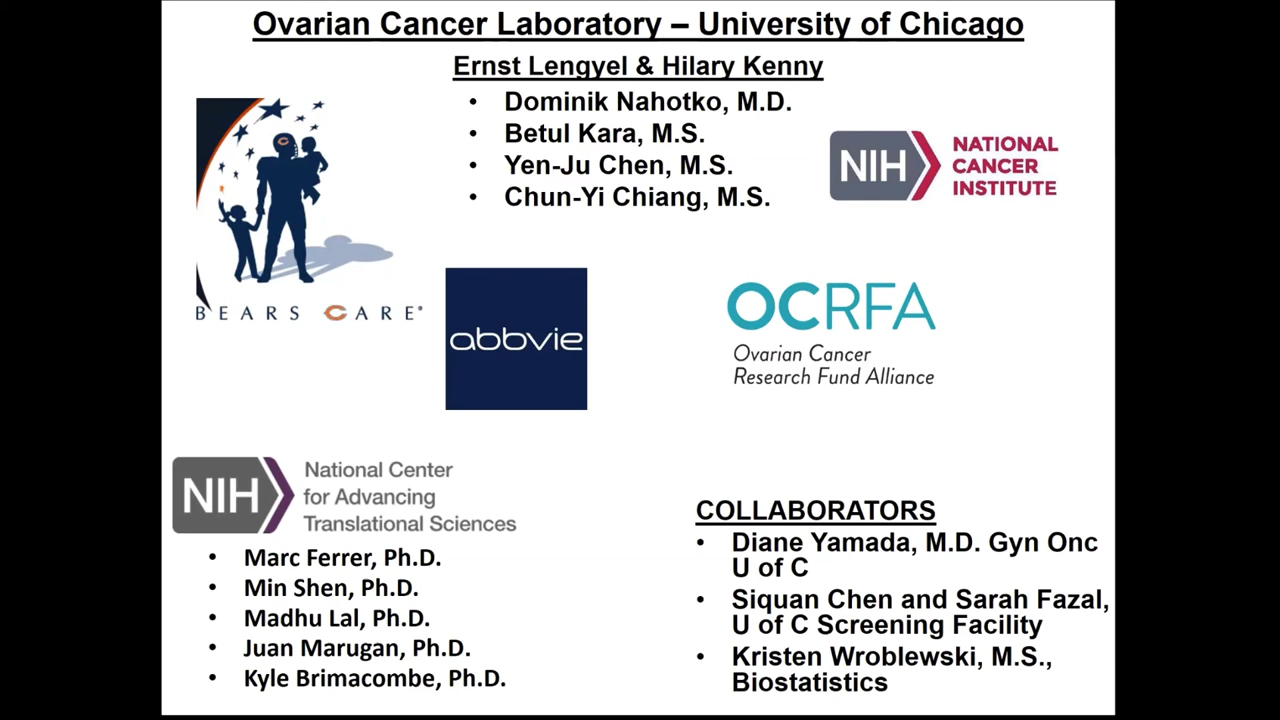 Ovarian Cancer Laboratory – University of Chicago
Ernst Lengyel & Hilary Kenny
• Dominik Nahotko, M.D.
• Betul Kara, M.S.
• Yen-Ju Chen, M.S.
• Chun-Yi Chiang, M.S.
BEARS CARE®
NIH NATIONAL
CANCER
INSTITUTE
abbvie
OCRFA
Ovarian Cancer
Research Fund Alliance
NIH National Center
for Advancing
Translational Sciences
• Marc Ferrer, Ph.D.
• Min Shen, Ph.D.
• Madhu Lal, Ph.D.
• Juan Marugan, Ph.D.
• Kyle Brimacombe, Ph.D.
COLLABORATORS
• Diane Yamada, M.D. Gyn Onc
U of C
• Siquan Chen and Sarah Fazal,
U of C Screening Facility
• Kristen Wroblewski, M.S.,
Biostatistics